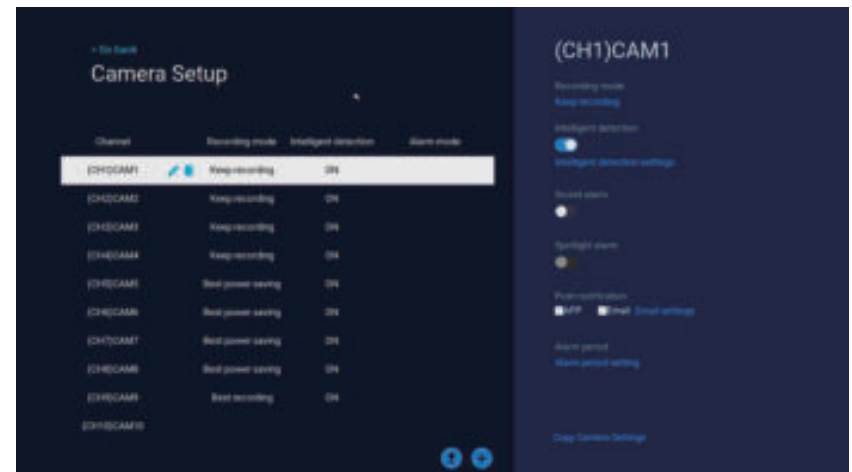 < Go back
Camera Setup
Channel Recording mode Intelligent detection Alarm mode
(CH1)CAM1 Keep recording ON
(CH2)CAM2 Keep recording ON
(CH3)CAM3 Keep recording ON
(CH4)CAM4 Keep recording ON
(CH5)CAM5 Best power saving ON
(CH6)CAM6 Best power saving ON
(CH7)CAM7 Best power saving ON
(CH8)CAM8 Best power saving ON
(CH9)CAM9 Best recording ON
(CH10)CAM10
(CH1)CAM1
Recording mode
Keep recording
Intelligent detection
Intelligent detection settings
Sound alarm
Spotlight alarm
Push notification
APP Email Email settings
Alarm period
Alarm period setting
Copy Camera Settings